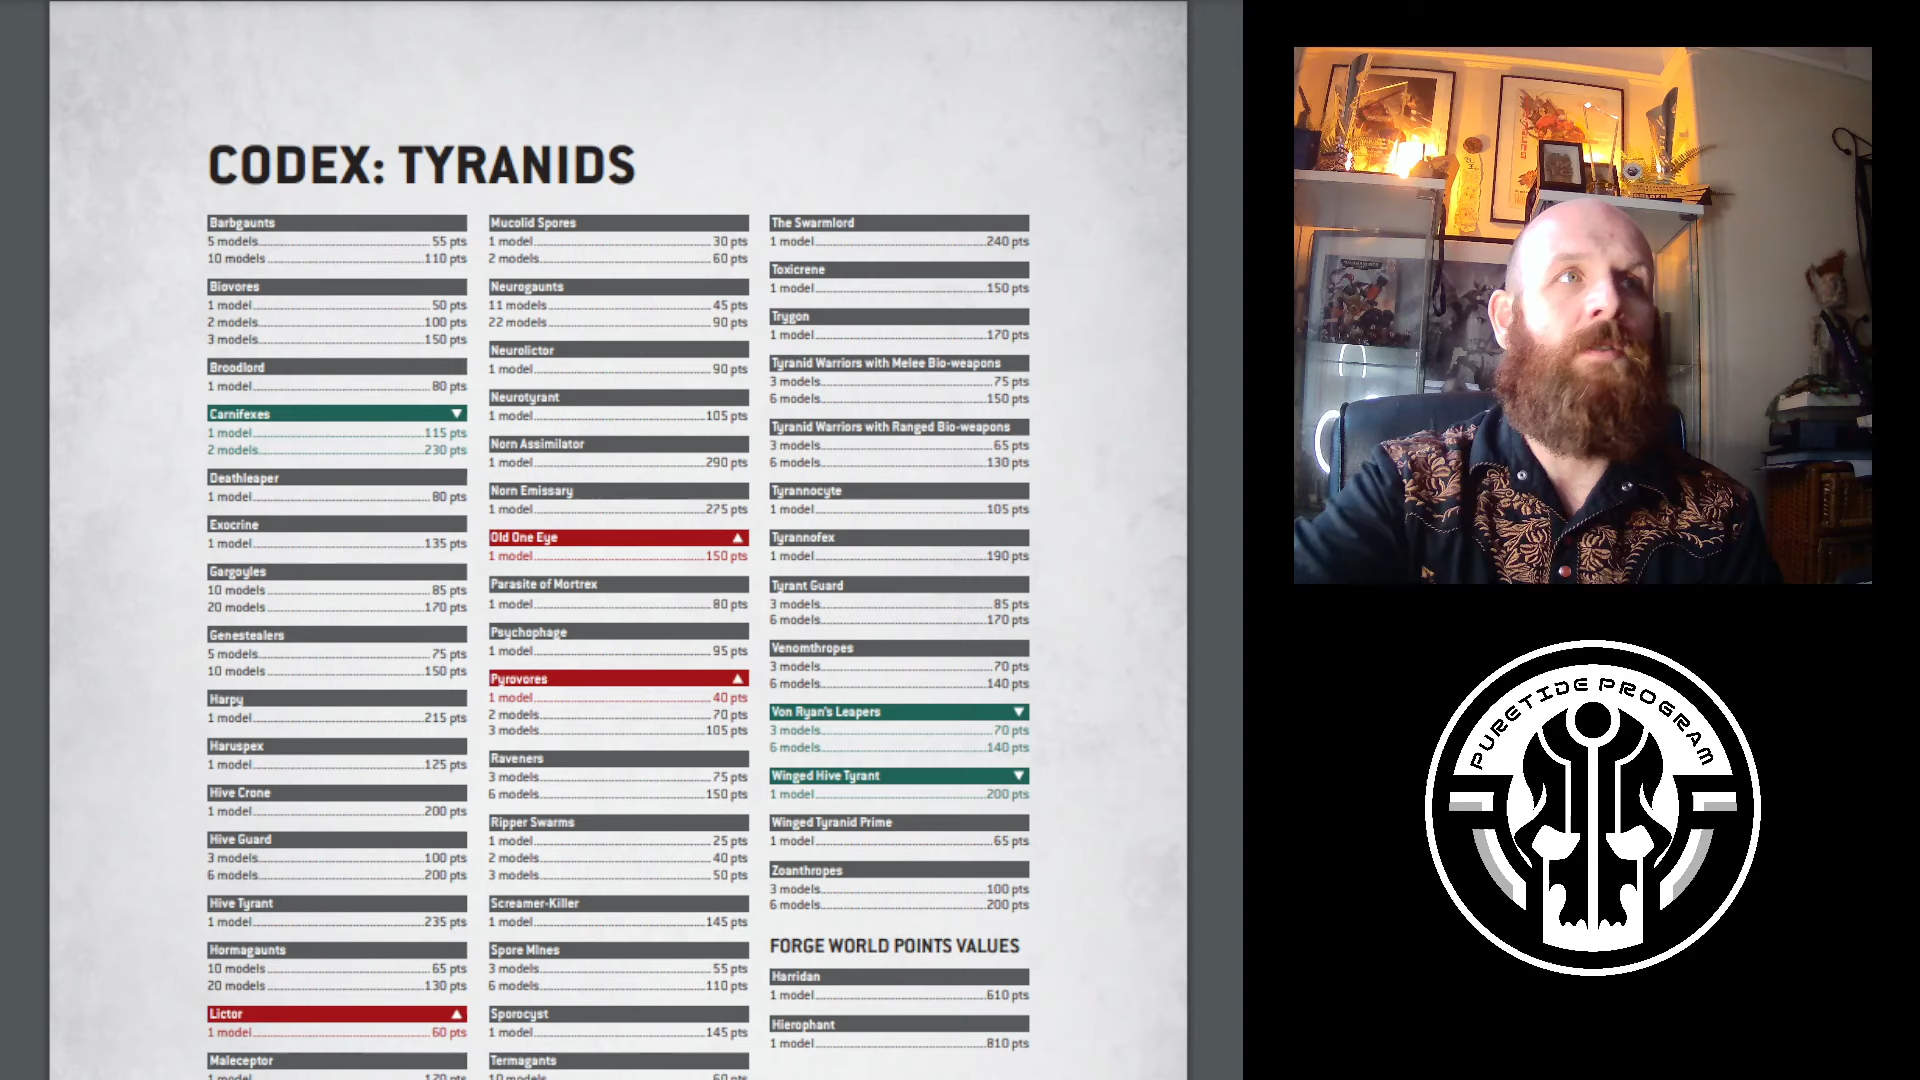 CODEX: TYRANIDS
Barbgaunts
5 models 55 pts
10 models 110 pts
Biovores
1 model 50 pts
2 models 100 pts
3 models 150 pts
Broodlord
1 model 80 pts
Carnifexes ▼
1 model 115 pts
2 models 230 pts
Deathleaper
1 model 80 pts
Exocrine
1 model 135 pts
Gargoyles
10 models 85 pts
20 models 170 pts
Genestealers
5 models 75 pts
10 models 150 pts
Harpy
1 model 215 pts
Haruspex
1 model 125 pts
Hive Crone
1 model 200 pts
Hive Guard
3 models 100 pts
6 models 200 pts
Hive Tyrant
1 model 235 pts
Hormagaunts
10 models 65 pts
20 models 130 pts
Lictor ▲
1 model 60 pts
Maleceptor
1 model 170 pts
Mucolid Spores
1 model 30 pts
2 models 60 pts
Neurogaunts
11 models 45 pts
22 models 90 pts
Neurolictor
1 model 90 pts
Neurotyrant
1 model 105 pts
Norn Assimilator
1 model 290 pts
Norn Emissary
1 model 275 pts
Old One Eye ▲
1 model 150 pts
Parasite of Mortrex
1 model 80 pts
Psychophage
1 model 95 pts
Pyrovores ▲
1 model 40 pts
2 models 70 pts
3 models 105 pts
Raveners
3 models 75 pts
6 models 150 pts
Ripper Swarms
1 model 25 pts
2 models 40 pts
3 models 50 pts
Screamer-Killer
1 model 145 pts
Spore MInes
3 models 55 pts
6 models 110 pts
Sporocyst
1 model 145 pts
Termagants
10 models 60 pts
The Swarmlord
1 model 240 pts
Toxicrene
1 model 150 pts
Trygon
1 model 170 pts
Tyranid Warriors with Melee Bio-weapons
3 models 75 pts
6 models 150 pts
Tyranid Warriors with Ranged Bio-weapons
3 models 65 pts
6 models 130 pts
Tyrannocyte
1 model 105 pts
Tyrannofex
1 model 190 pts
Tyrant Guard
3 models 85 pts
6 models 170 pts
Venomthropes
3 models 70 pts
6 models 140 pts
Von Ryan's Leapers ▼
3 models 70 pts
6 models 140 pts
Winged Hive Tyrant ▼
1 model 200 pts
Winged Tyranid Prime
1 model 65 pts
Zoanthropes
3 models 100 pts
6 models 200 pts
FORGE WORLD POINTS VALUES
Harridan
1 model 610 pts
Hierophant
1 model 810 pts
PURETIDE PROGRAM